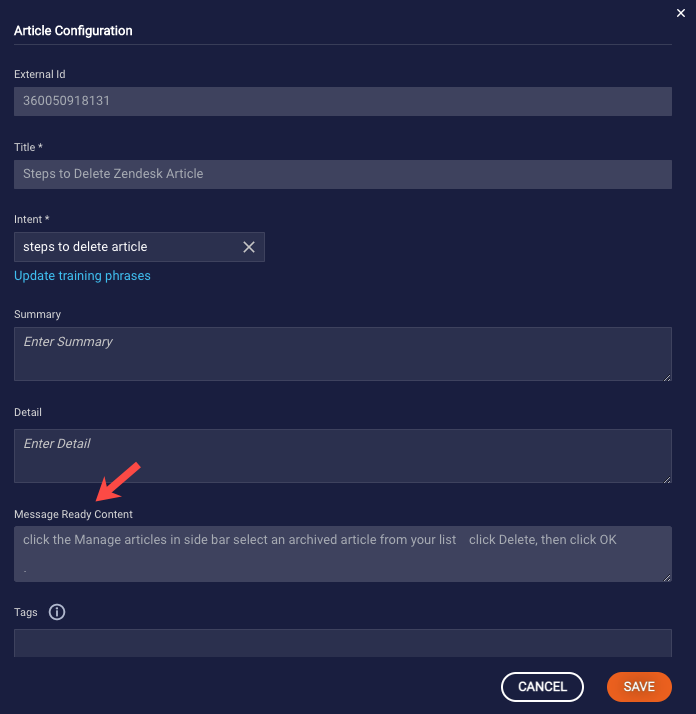 Article Configuration
External Id
360050918131
Title *
Steps to Delete Zendesk Article
Intent *
steps to delete article
Update training phrases
Summary
Enter Summary
Detail
Enter Detail
Message Ready Content
click the Manage articles in side bar select an archived article from your list    click Delete, then click OK
.
Tags
CANCEL
SAVE